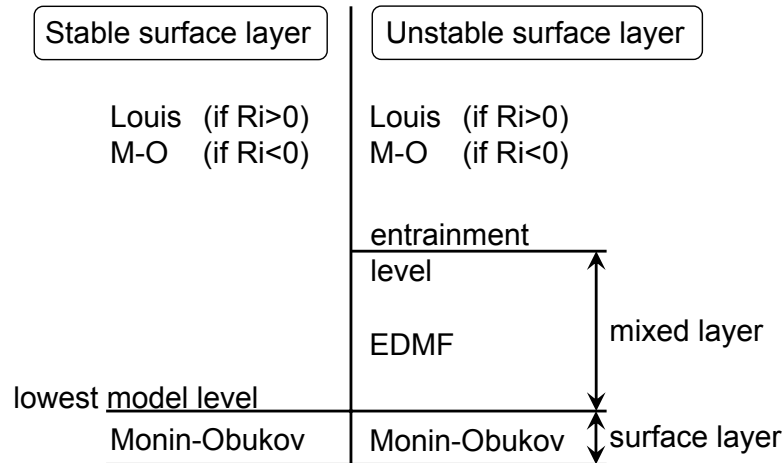 Stable surface layer
Unstable surface layer
Louis (if Ri>0)
M-O (if Ri<0)
Louis (if Ri>0)
M-O (if Ri<0)
entrainment
level
EDMF
mixed layer
lowest model level
Monin-Obukov
Monin-Obukov
surface layer